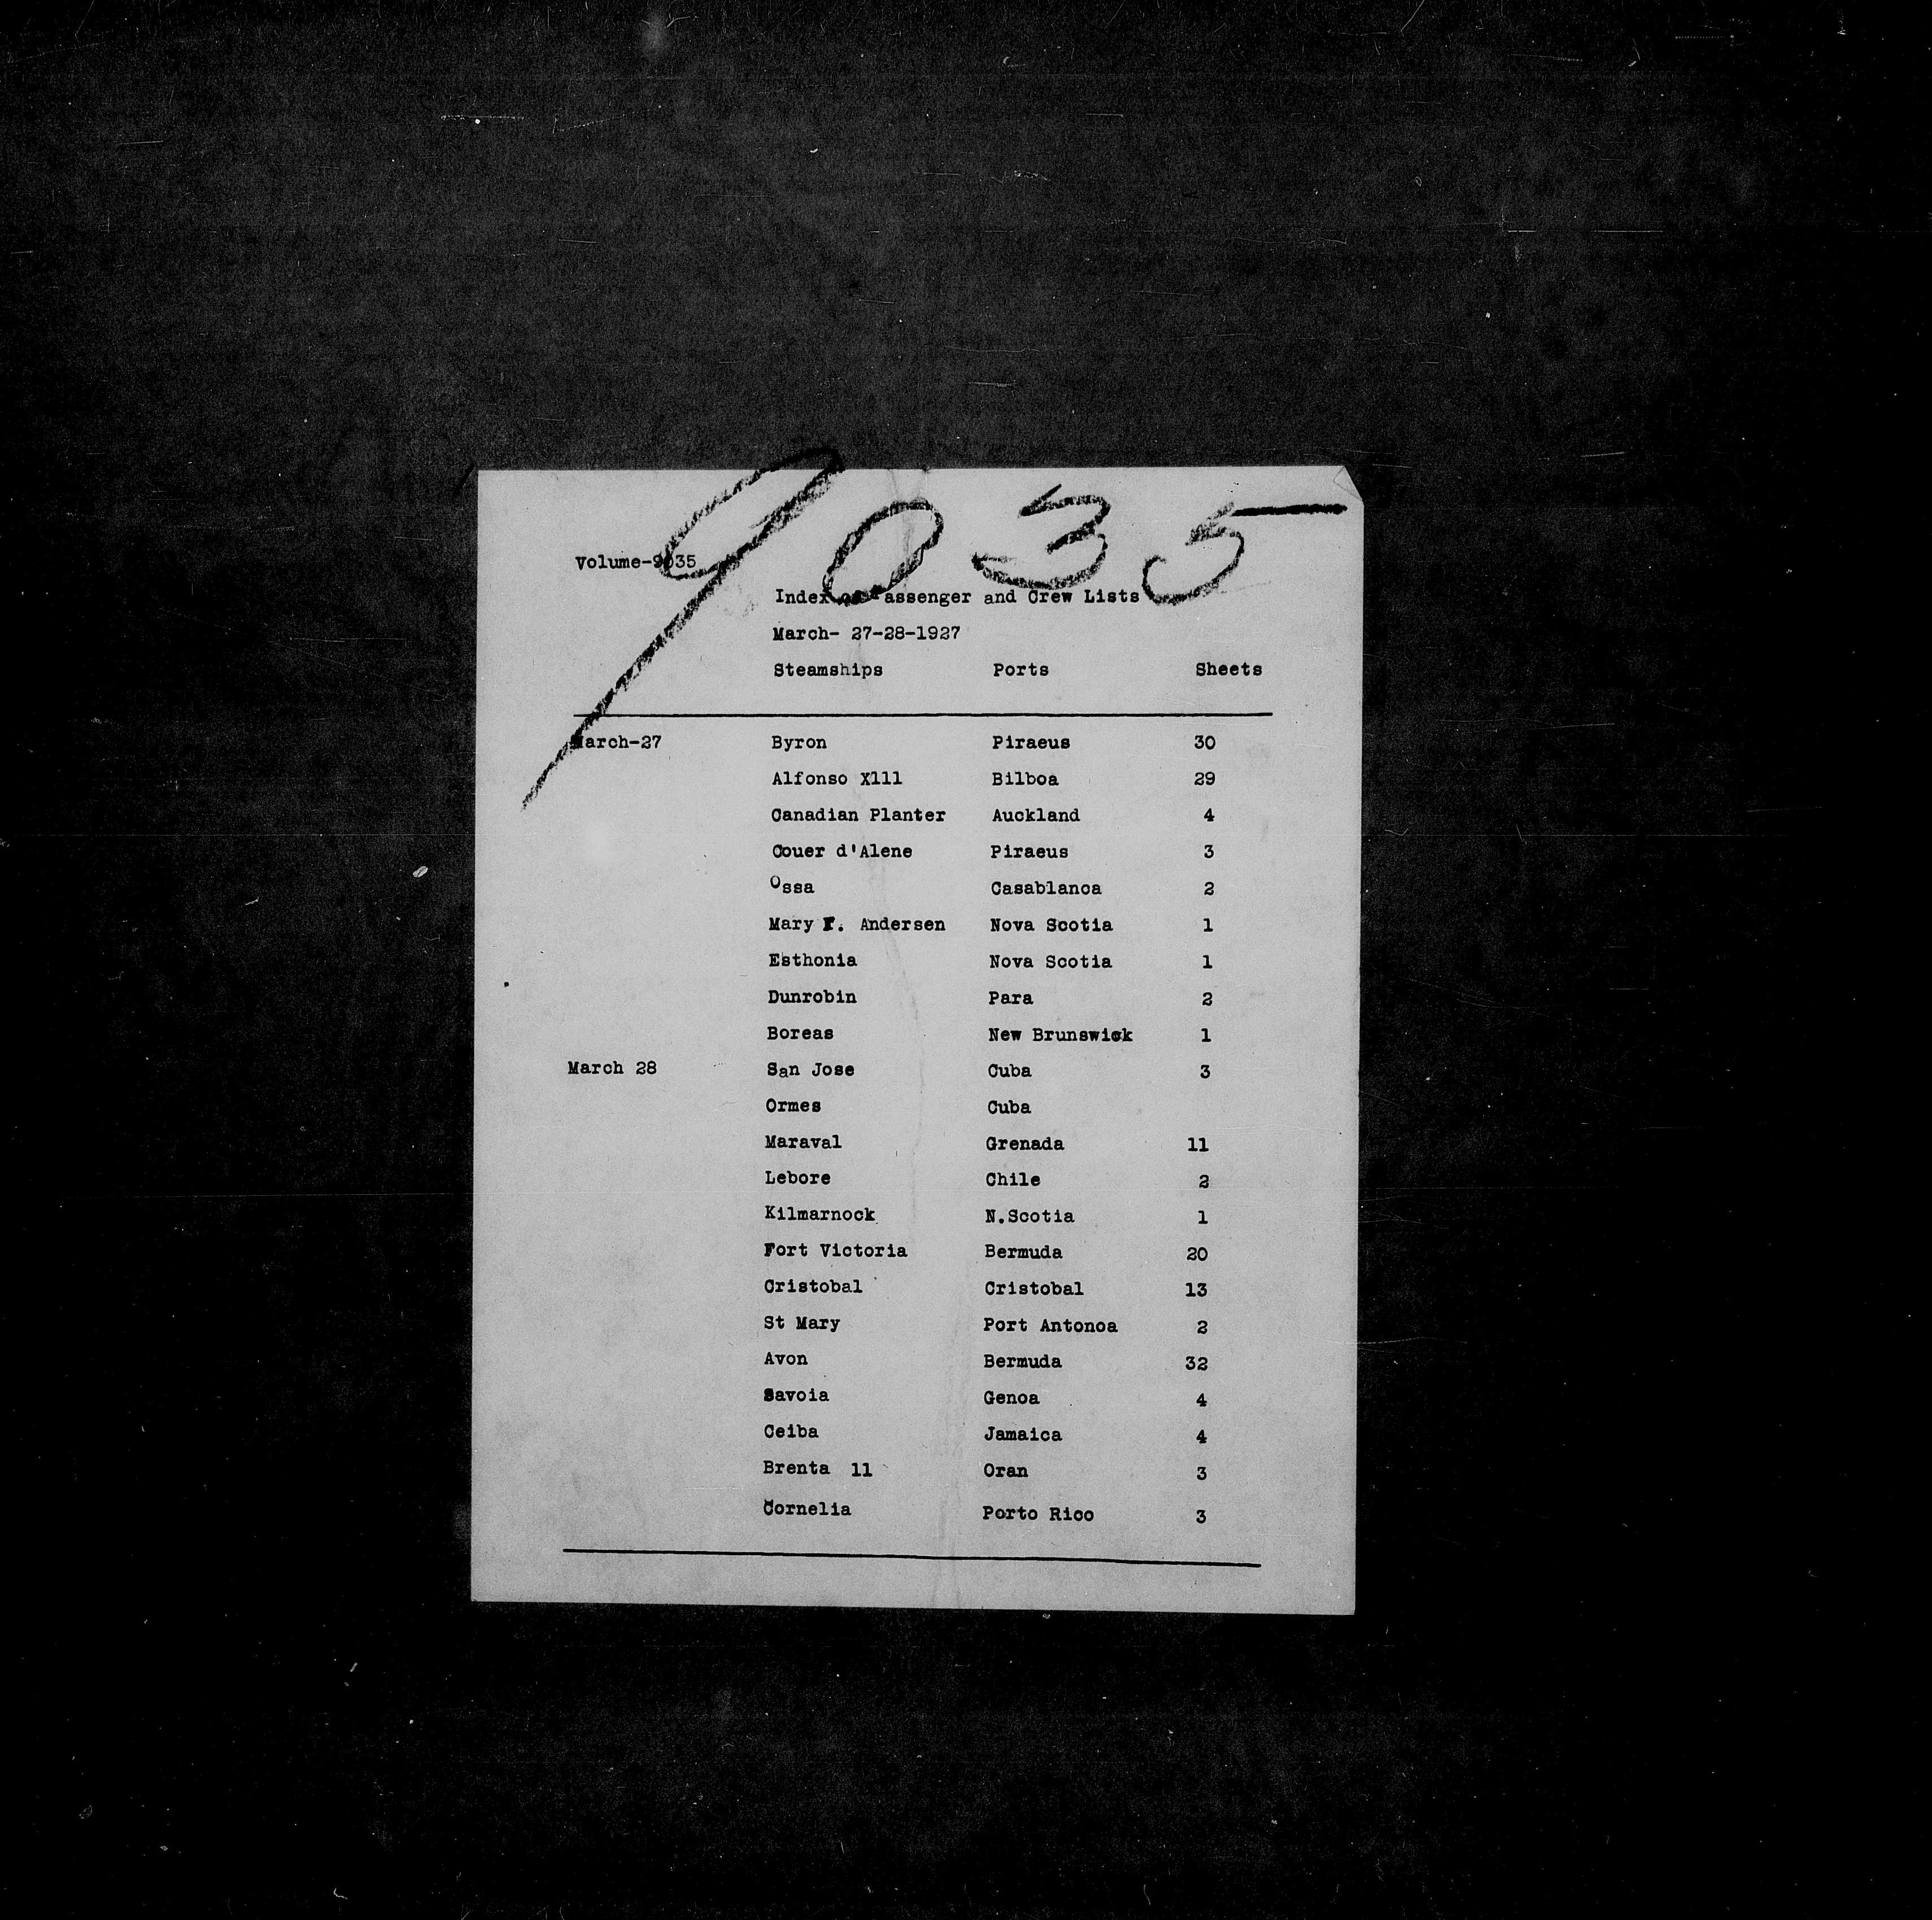 9035
Volume-9035
Index of Passenger and Crew Lists
March- 27-28-1927
Steamships Ports Sheets
March-27 Byron Piraeus 30
Alfonso Xlll Bilboa 29
Canadian Planter Auckland 4
Couer d'Alene Piraeus 3
Ossa Casablanca 2
Mary F. Andersen Nova Scotia 1
Esthonia Nova Scotia 1
Dunrobin Para 2
Boreas New Brunswick 1
March 28 San Jose Cuba 3
Ormes Cuba
Maraval Grenada 11
Lebore Chile 2
Kilmarnock N.Scotia 1
Fort Victoria Bermuda 20
Cristobal Cristobal 13
St Mary Port Antonoa 2
Avon Bermuda 32
Savoia Genoa 4
Ceiba Jamaica 4
Brenta 11 Oran 3
Cornelia Porto Rico 3